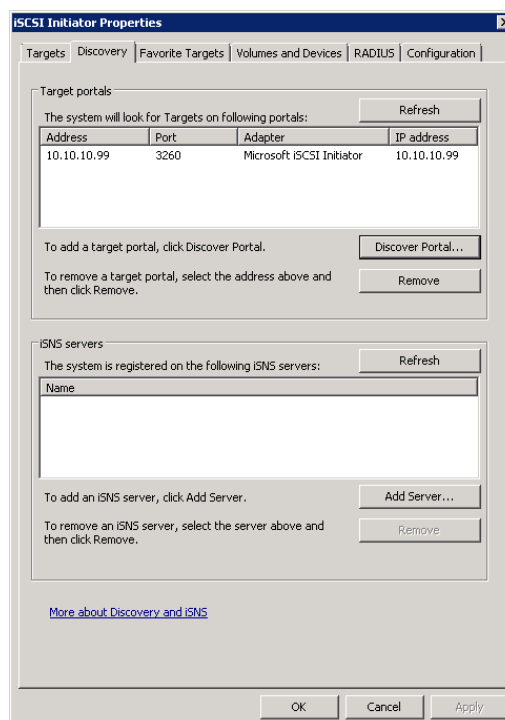 iSCSI Initiator Properties
Targets Discovery Favorite Targets Volumes and Devices RADIUS Configuration
Target portals
Refresh
The system will look for Targets on following portals:
Address Port Adapter IP address
10.10.10.99 3260 Microsoft iSCSI Initiator 10.10.10.99
To add a target portal, click Discover Portal.
Discover Portal...
To remove a target portal, select the address above and
then click Remove.
Remove
iSNS servers
Refresh
The system is registered on the following iSNS servers:
Name
To add an iSNS server, click Add Server.
Add Server...
To remove an iSNS server, select the server above and
then click Remove.
Remove
More about Discovery and iSNS
OK Cancel Apply